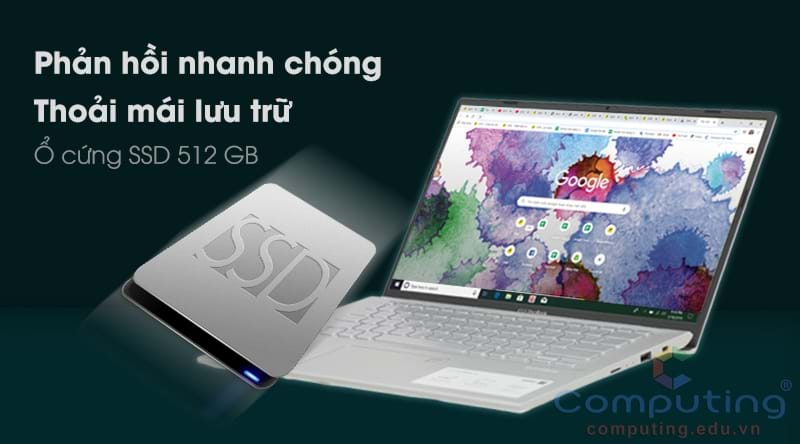 Phản hồi nhanh chóng
Thoải mái lưu trữ
Ổ cứng SSD 512 GB
SSD
Google
Computing®
computing.edu.vn